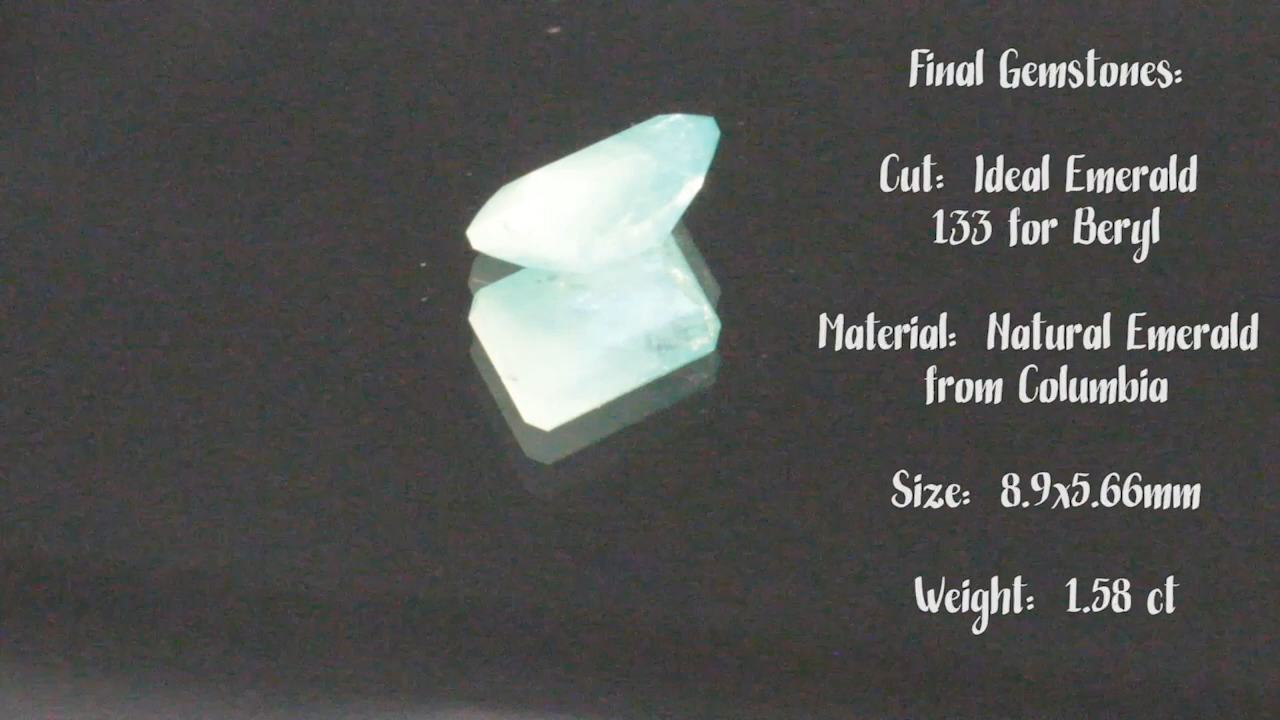 Final Gemstones:
Cut: Ideal Emerald
133 for Beryl
Material: Natural Emerald
from Columbia
Size: 8.9x5.66mm
Weight: 1.58 ct